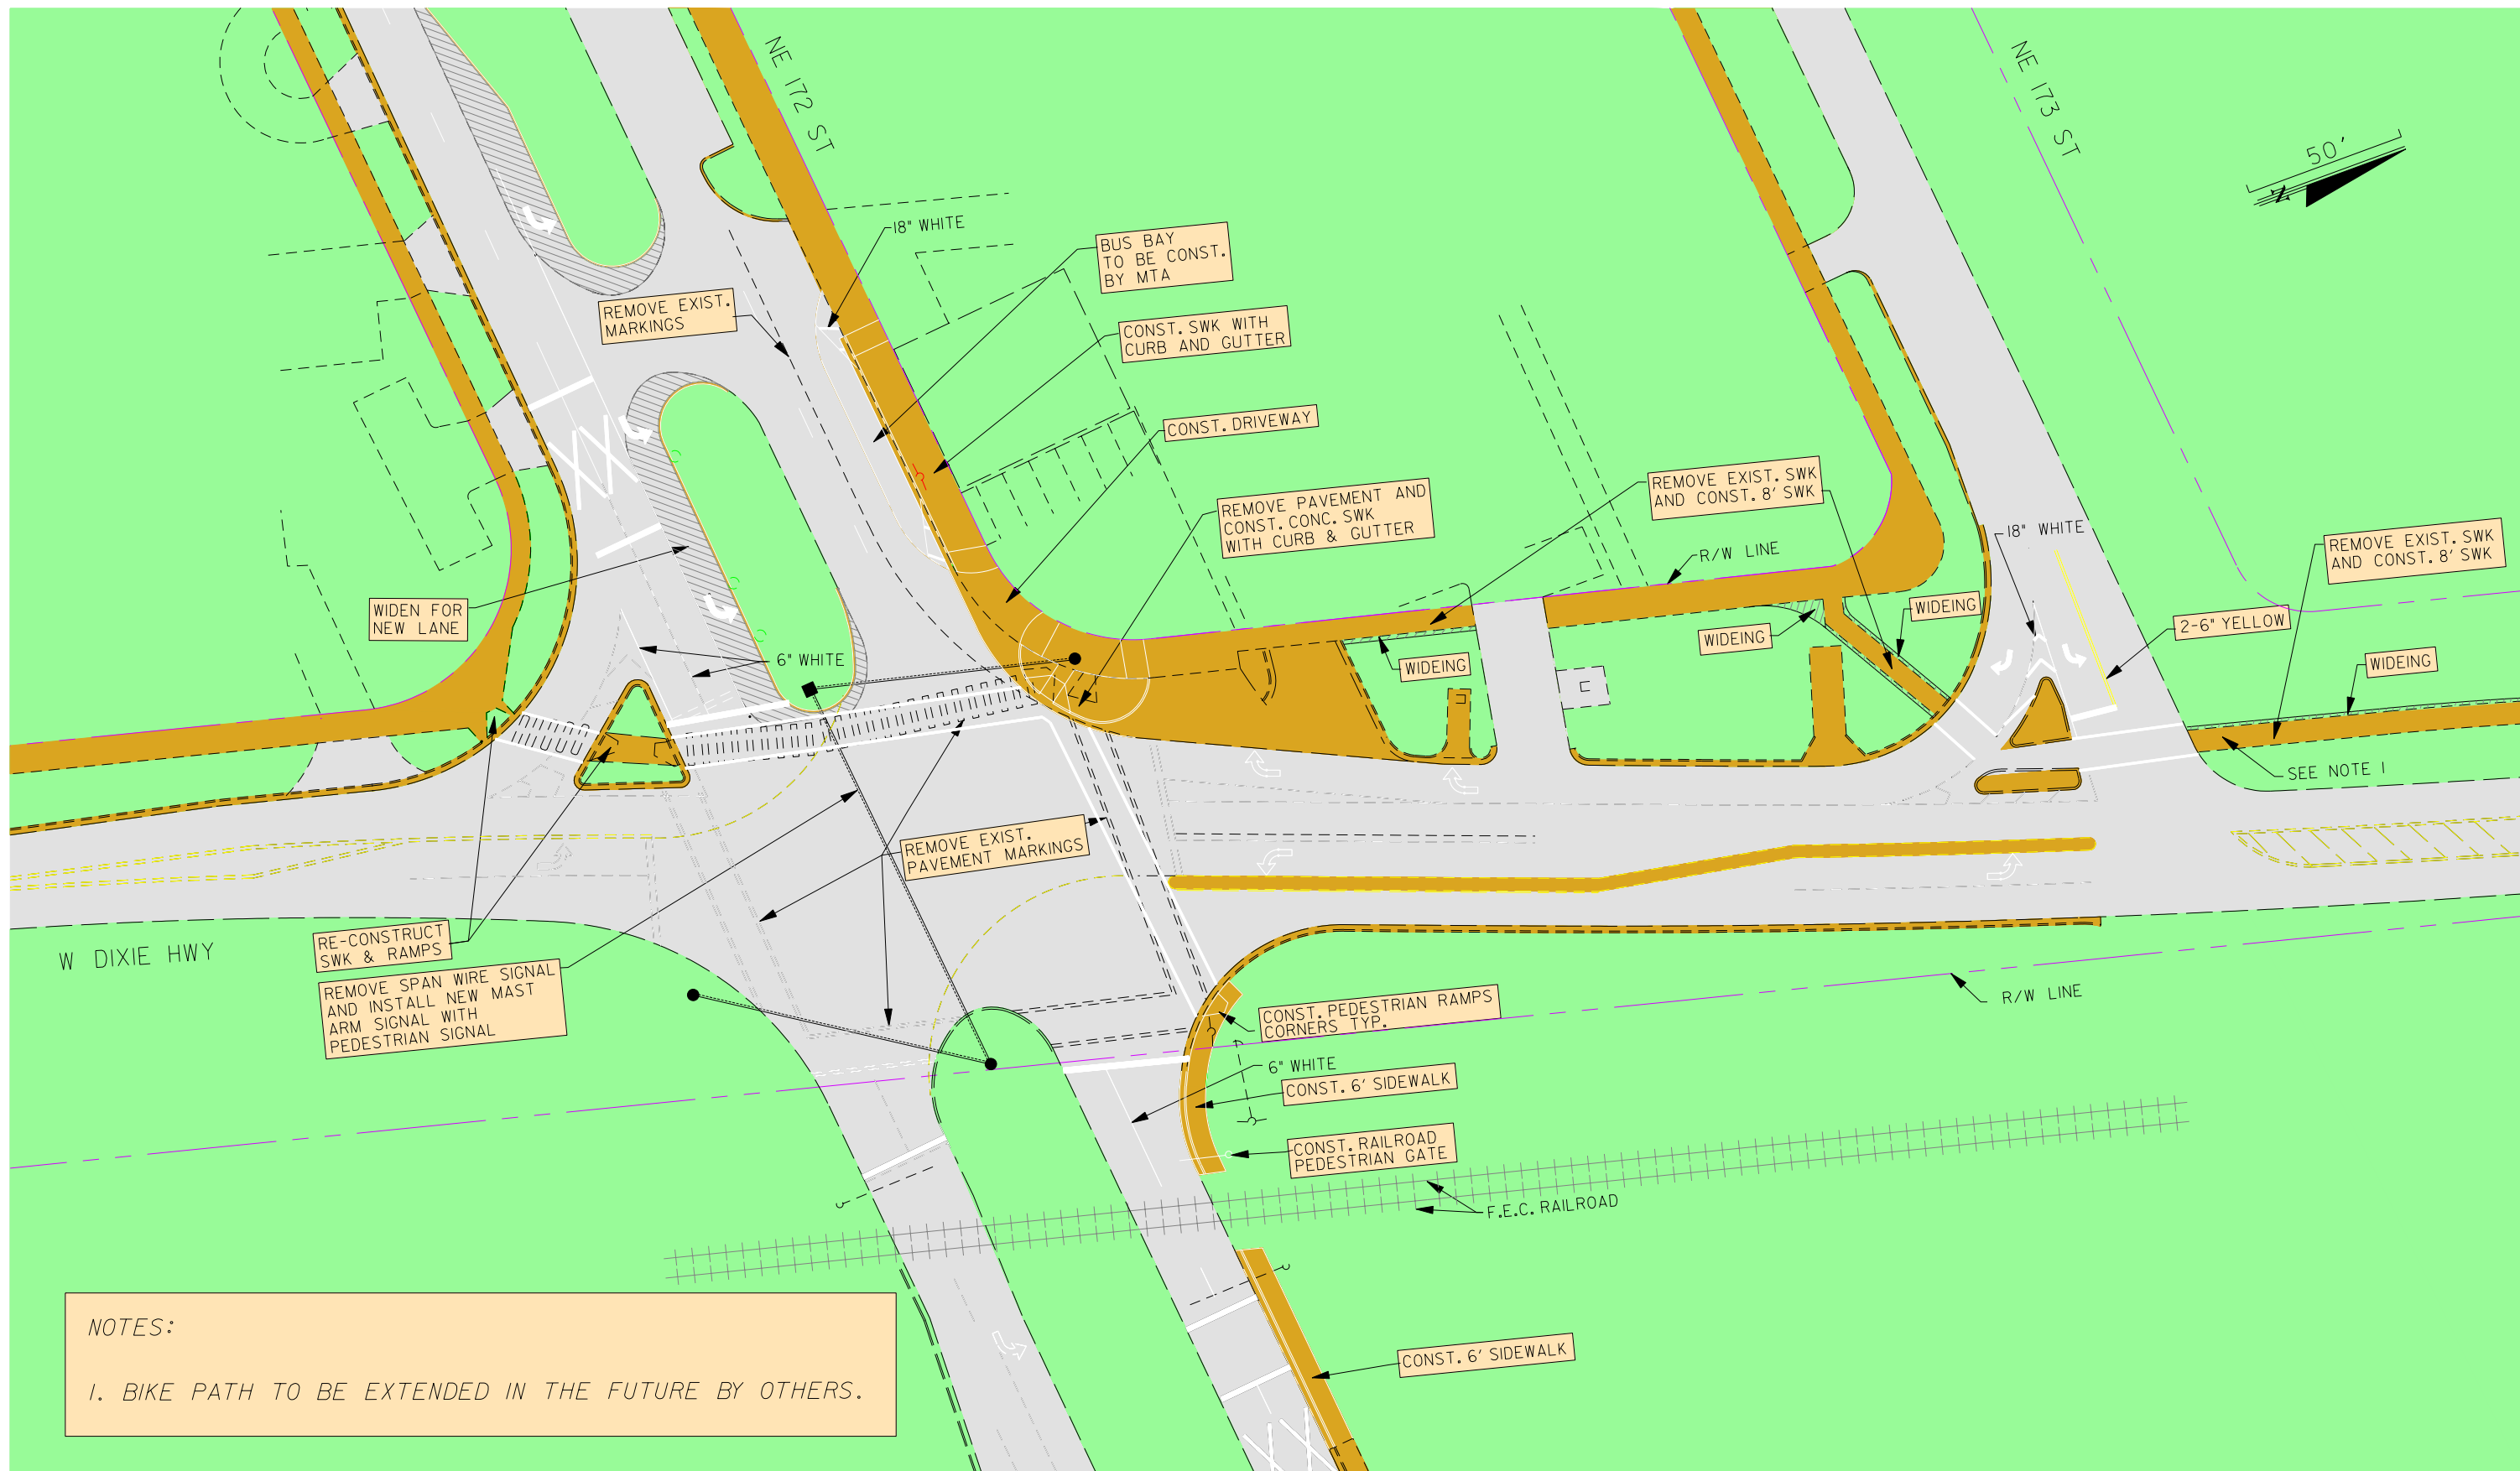 NE 172 ST
NE 173 ST
50'
N
18" WHITE
BUS BAY
TO BE CONST.
BY MTA
REMOVE EXIST.
MARKINGS
CONST. SWK WITH
CURB AND GUTTER
CONST. DRIVEWAY
REMOVE PAVEMENT AND
CONST. CONC. SWK
WITH CURB & GUTTER
REMOVE EXIST. SWK
AND CONST. 8' SWK
R/W LINE
18" WHITE
REMOVE EXIST. SWK
AND CONST. 8' SWK
WIDEN FOR
NEW LANE
WIDEING
WIDEING
2-6" YELLOW
6" WHITE
WIDEING
WIDEING
SEE NOTE 1
REMOVE EXIST.
PAVEMENT MARKINGS
W DIXIE HWY
RE-CONSTRUCT
SWK & RAMPS
REMOVE SPAN WIRE SIGNAL
AND INSTALL NEW MAST
ARM SIGNAL WITH
PEDESTRIAN SIGNAL
R/W LINE
CONST. PEDESTRIAN RAMPS
CORNERS TYP.
6" WHITE
CONST. 6' SIDEWALK
CONST. RAILROAD
PEDESTRIAN GATE
F.E.C. RAILROAD
CONST. 6' SIDEWALK
NOTES:
1. BIKE PATH TO BE EXTENDED IN THE FUTURE BY OTHERS.